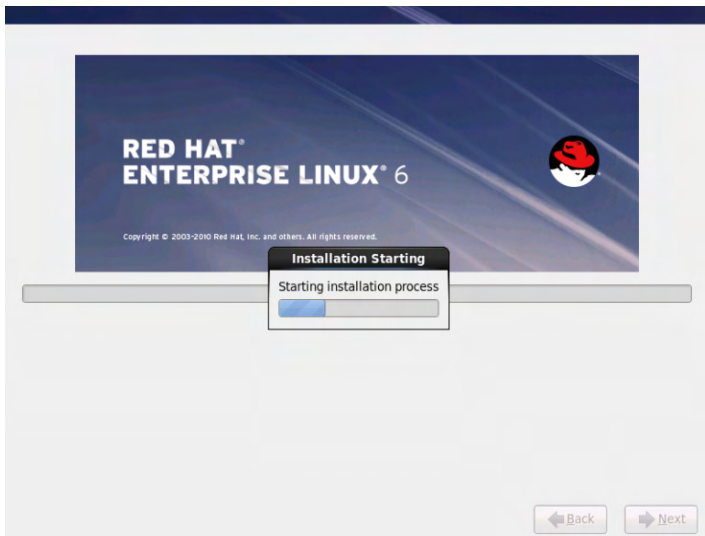 RED HAT®
ENTERPRISE LINUX® 6
Copyright © 2003-2010 Red Hat, Inc. and others. All rights reserved.
Installation Starting
Starting installation process
Back
Next